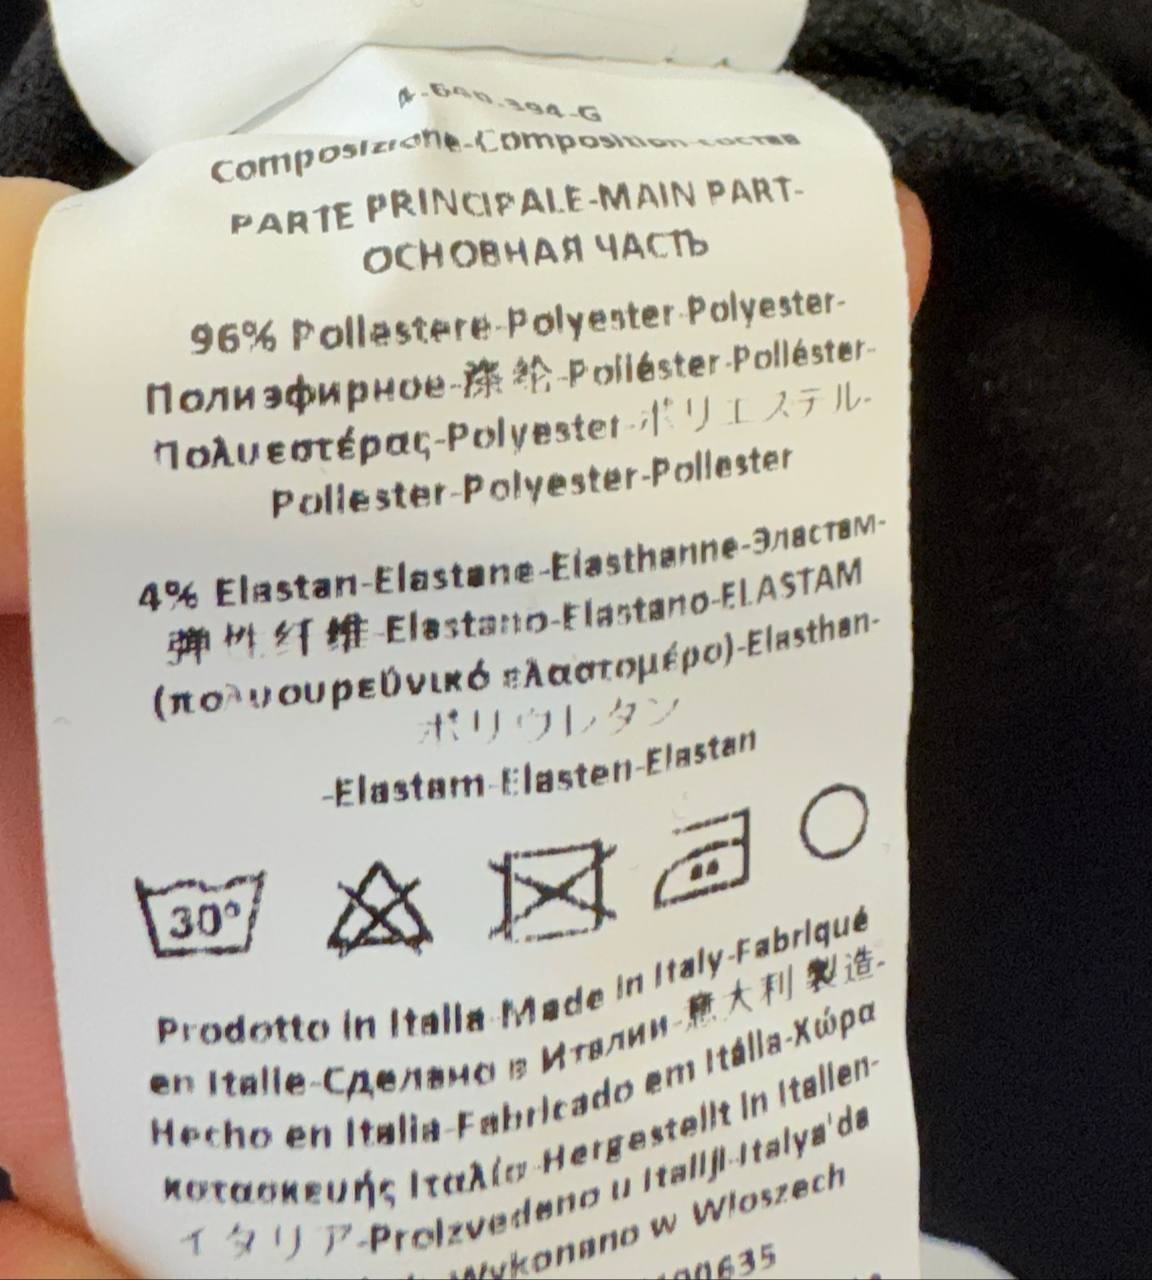 Composizione-Composition-состав
PARTE PRINCIPALE-MAIN PART-
ОСНОВНАЯ ЧАСТЬ
96% Poliestere-Polyester-Polyester-
Полиэфирное-滌纶-Poliéster-Poliéster-
Πολυεστέρας-Polyester-ポリエステル-
Poliester-Polyester-Poliester
4% Elastan-Elastane-Elasthanne-Эластам-
弹性纤维-Elastano-Elastano-ELASTAM
(πολυουρεΰνικό ελαστομέρο)-Elasthan-
ポリウレタン
-Elastam-Elasten-Elastan
30°
Prodotto in Italia-Made in Italy-Fabriqué
en Italie-Сделано в Италии-意大利製造-
Hecho en Italia-Fabricado em Itália-Χώρα
κατασκευής Ιταλία-Hergestellt in Italien-
イタリア-Proizvedeno u Italiji-Italya'da
Wykonano w Wloszech
00635